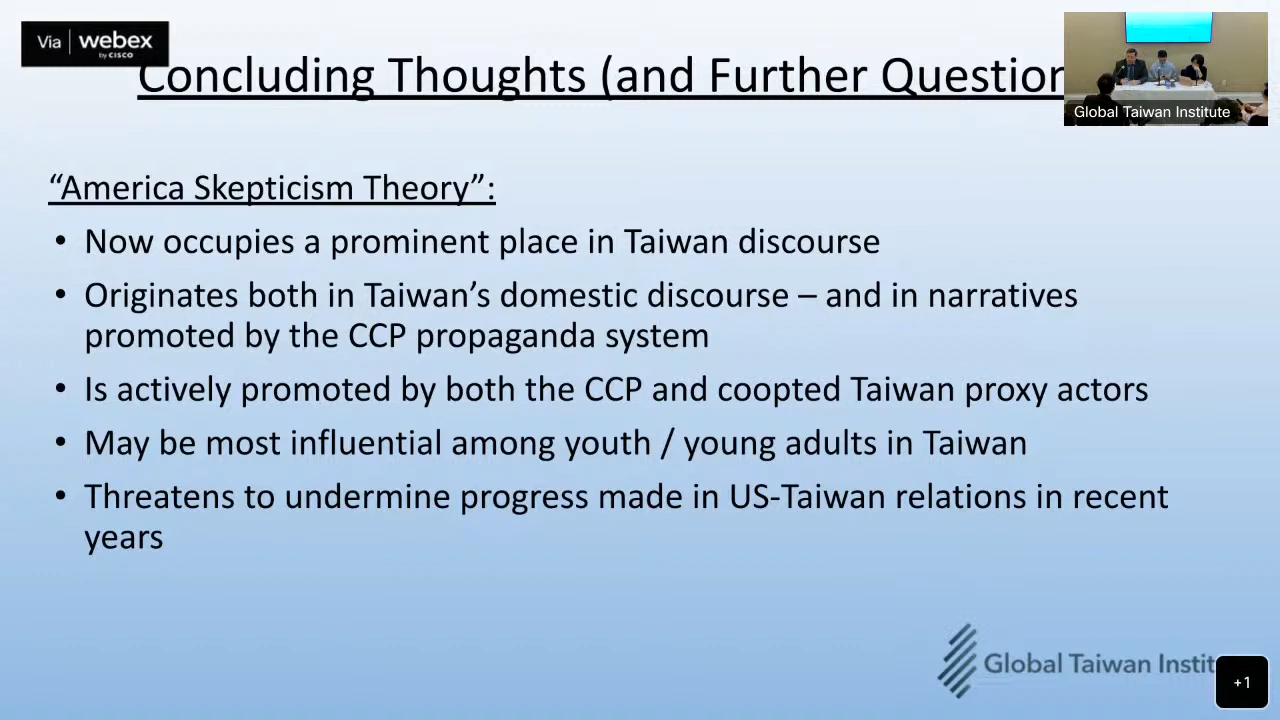 Via webex
by CISCO
Concluding Thoughts (and Further Question
Global Taiwan Institute
“America Skepticism Theory”:
• Now occupies a prominent place in Taiwan discourse
• Originates both in Taiwan’s domestic discourse – and in narratives
promoted by the CCP propaganda system
• Is actively promoted by both the CCP and coopted Taiwan proxy actors
• May be most influential among youth / young adults in Taiwan
• Threatens to undermine progress made in US-Taiwan relations in recent
years
Global Taiwan Instit
+1